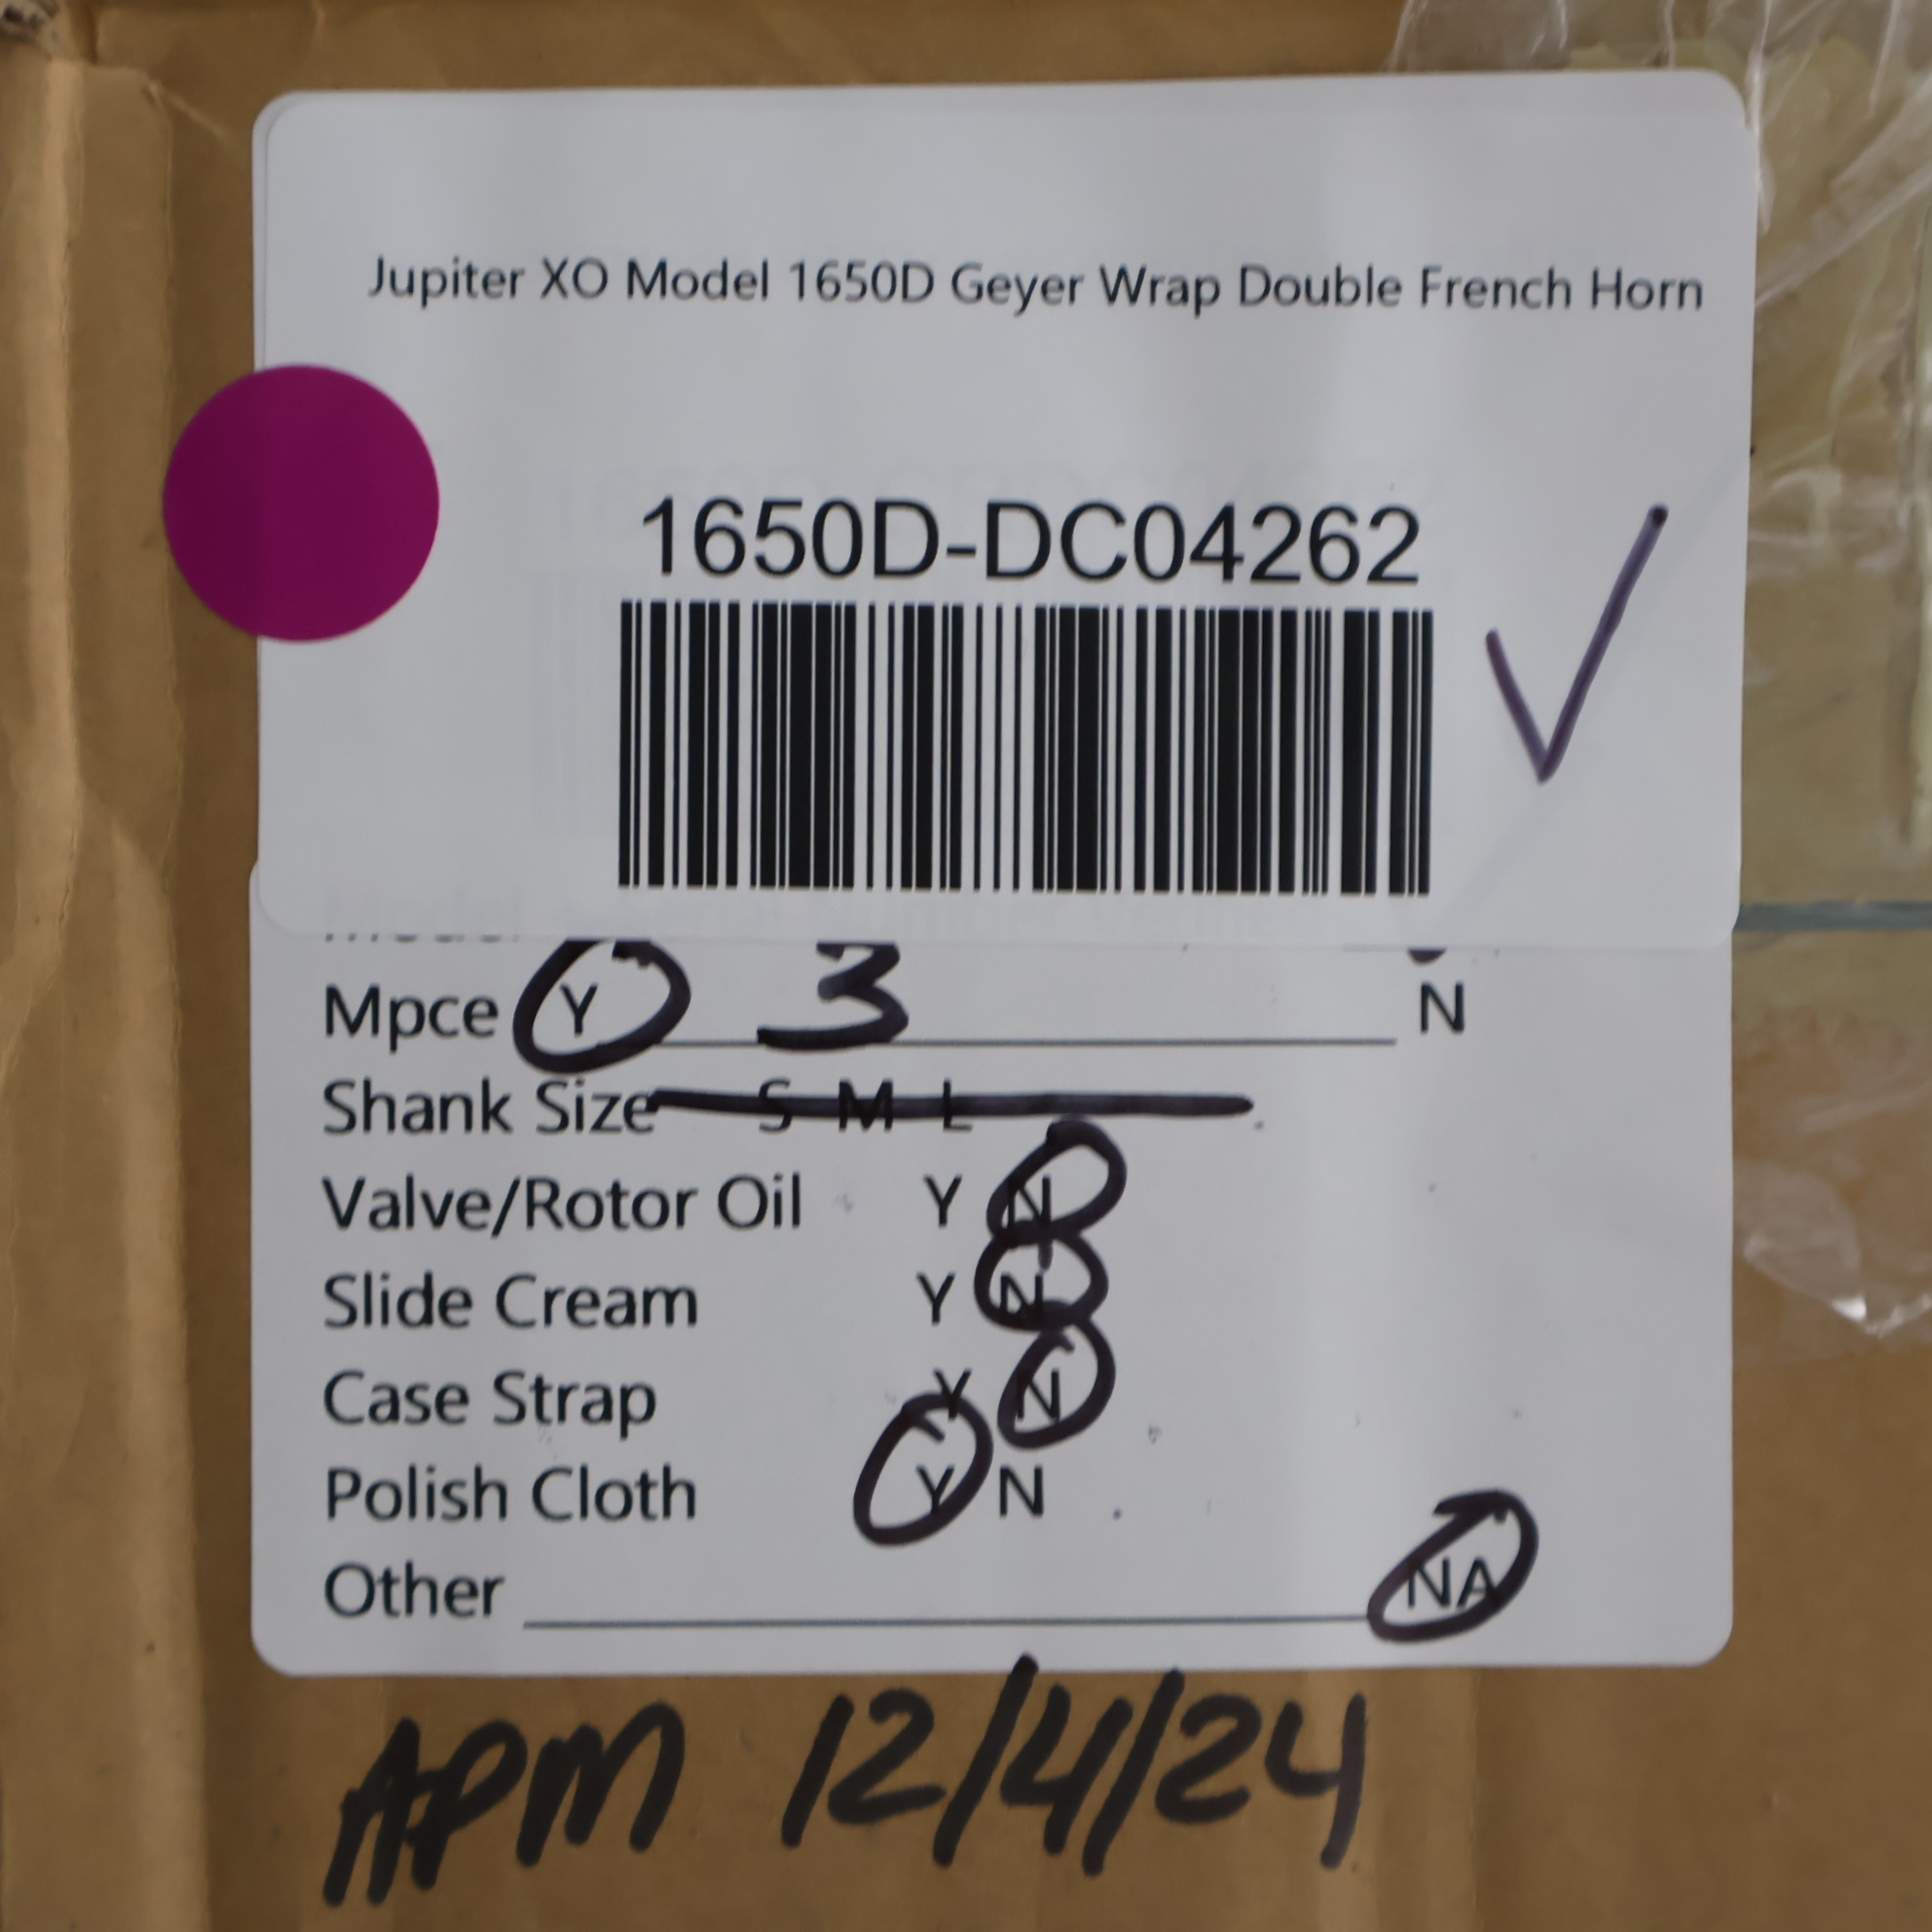 Jupiter XO Model 1650D Geyer Wrap Double French Horn
1650D-DC04262
Mpce Y 3 N
Shank Size S M L
Valve/Rotor Oil Y N
Slide Cream Y N
Case Strap Y N
Polish Cloth Y N
Other NA
APM 12/4/24